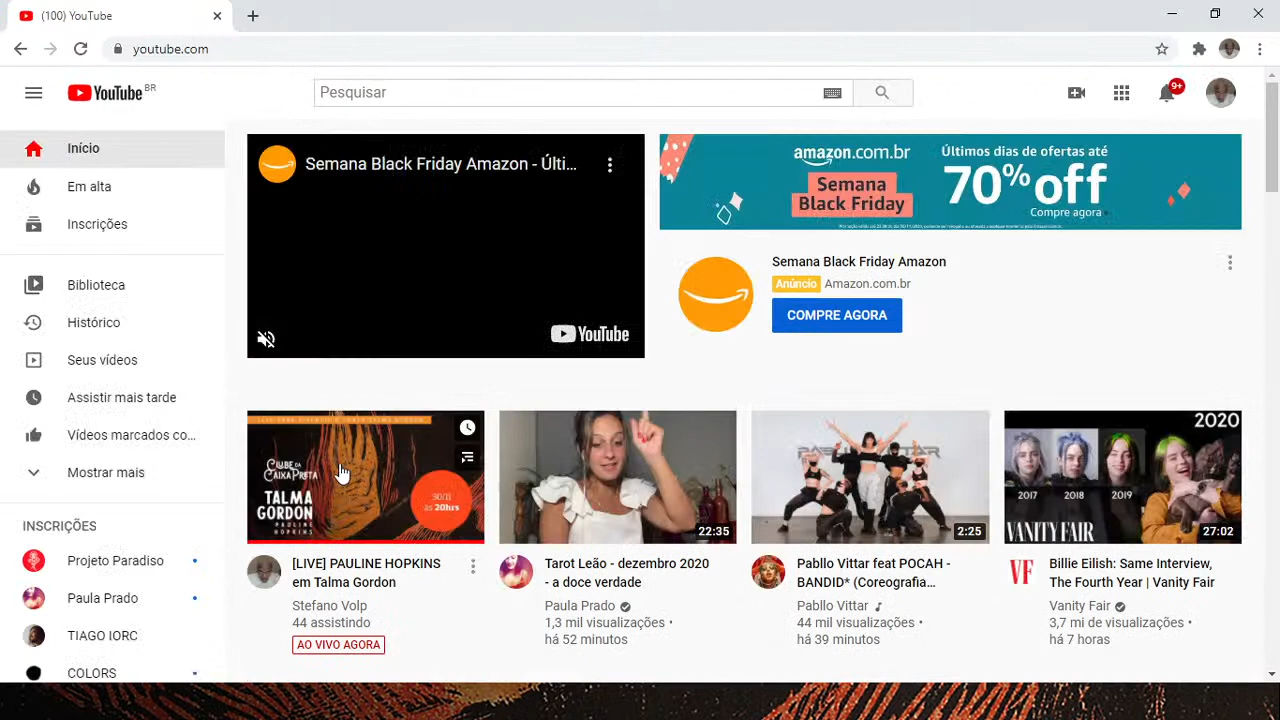 (100) YouTube
youtube.com
YouTube BR
Pesquisar
9+
Início
Em alta
Inscrições
Biblioteca
Histórico
Seus vídeos
Assistir mais tarde
Vídeos marcados co...
Mostrar mais
INSCRIÇÕES
Projeto Paradiso
Paula Prado
TIAGO IORC
COLORS
Semana Black Friday Amazon - Últi...
YouTube
amazon.com.br
Semana
Black Friday
Últimos dias de ofertas até
70% off
Compre agora
Semana Black Friday Amazon
Anúncio Amazon.com.br
COMPRE AGORA
CLUBE DA
CAIXA PRETA
TALMA
GORDON
PAULINE
HOPKINS
30/11
às 20hrs
[LIVE] PAULINE HOPKINS
em Talma Gordon
Stefano Volp
44 assistindo
AO VIVO AGORA
22:35
Tarot Leão - dezembro 2020
- a doce verdade
Paula Prado
1,3 mil visualizações •
há 52 minutos
PABLLO VITTAR
2:25
Pabllo Vittar feat POCAH -
BANDID* (Coreografia...
Pabllo Vittar
44 mil visualizações •
há 39 minutos
2020
2017 2018 2019
VANITY FAIR
27:02
VF
Billie Eilish: Same Interview,
The Fourth Year | Vanity Fair
Vanity Fair
3,7 mi de visualizações •
há 7 horas